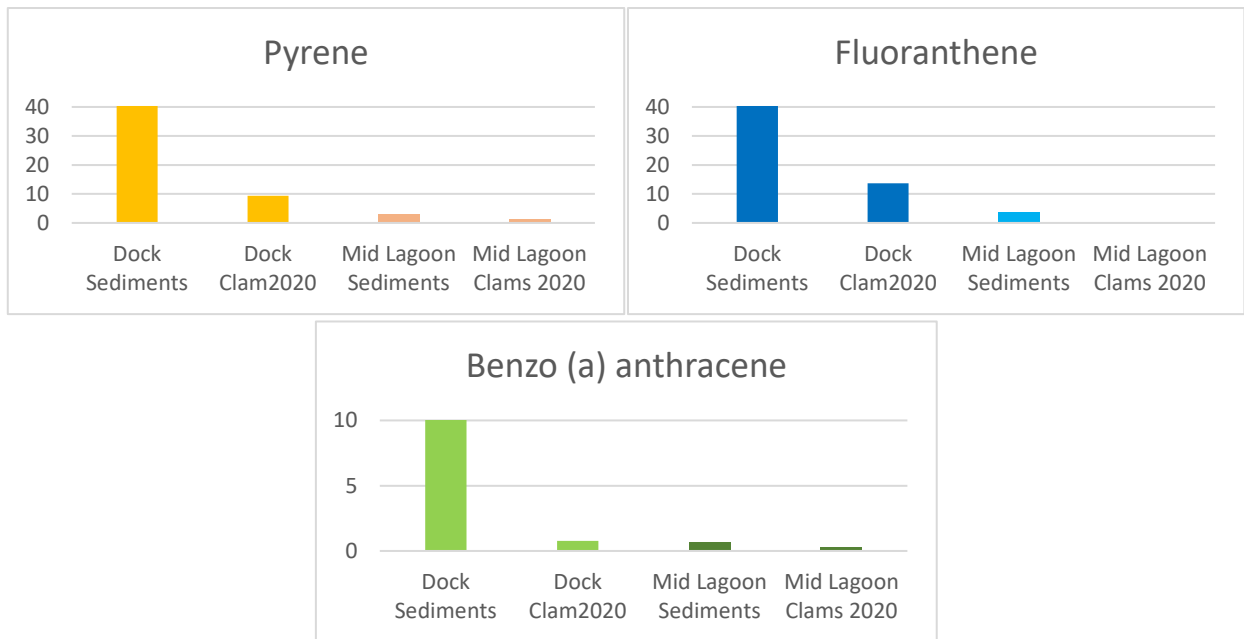 Pyrene
40
30
20
10
0
Dock Sediments
Dock Clam2020
Mid Lagoon Sediments
Mid Lagoon Clams 2020
Fluoranthene
40
30
20
10
0
Dock Sediments
Dock Clam2020
Mid Lagoon Sediments
Mid Lagoon Clams 2020
Benzo (a) anthracene
10
5
0
Dock Sediments
Dock Clam2020
Mid Lagoon Sediments
Mid Lagoon Clams 2020